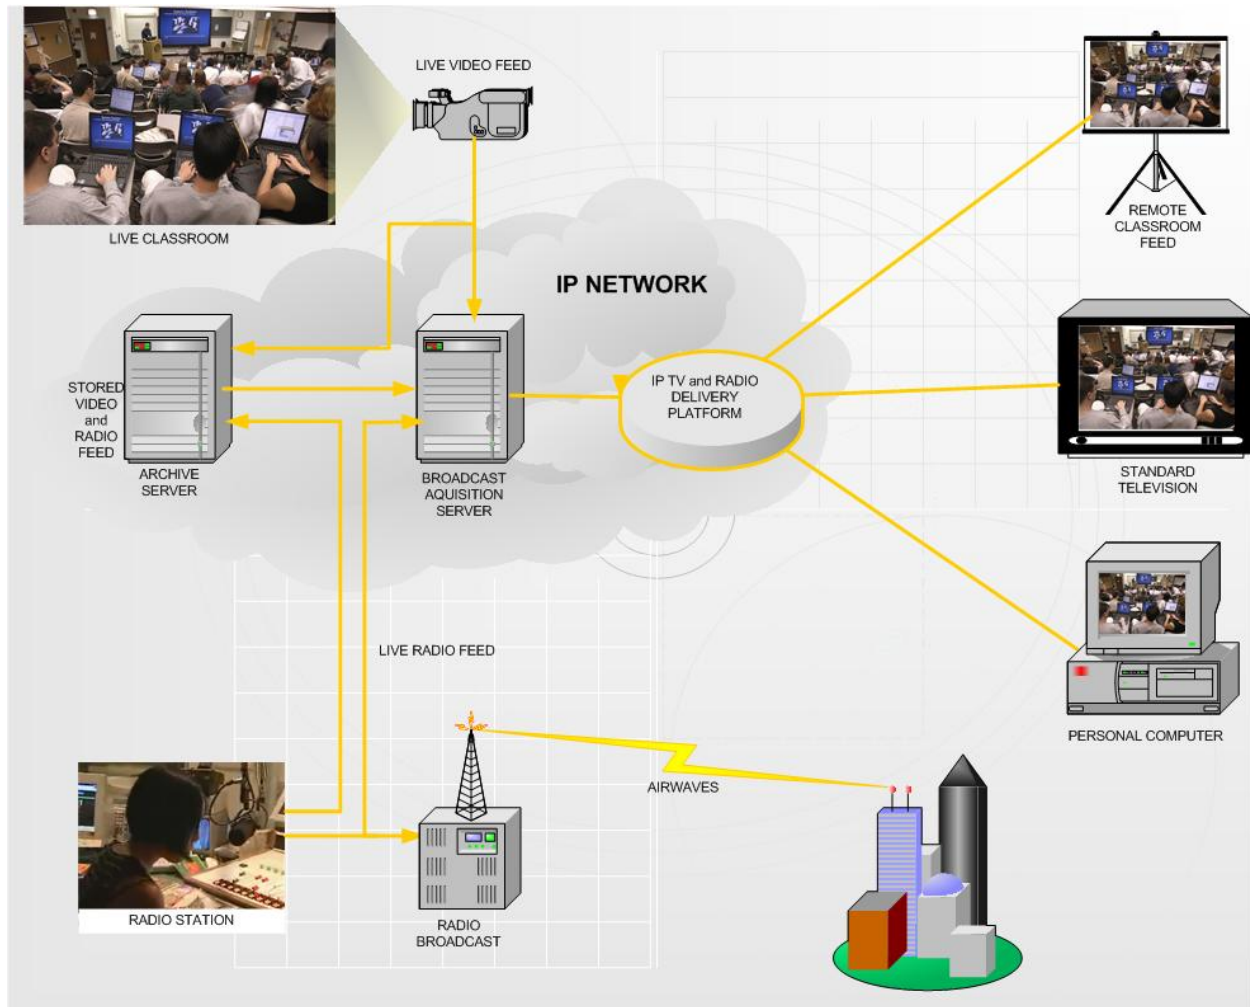 LIVE VIDEO FEED
LIVE CLASSROOM
REMOTE
CLASSROOM
FEED
IP NETWORK
STORED
VIDEO
and
RADIO
FEED
ARCHIVE
SERVER
BROADCAST
AQUISITION
SERVER
IP TV and RADIO
DELIVERY
PLATFORM
STANDARD
TELEVISION
LIVE RADIO FEED
PERSONAL COMPUTER
AIRWAVES
RADIO STATION
RADIO
BROADCAST